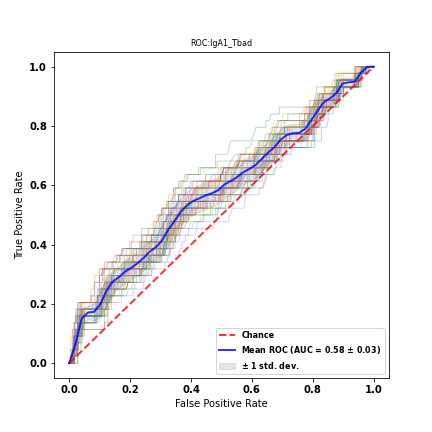 ROC:IgA1_Tbad
1.0
0.8
0.6
0.4
0.2
0.0
True Positive Rate
Chance
Mean ROC (AUC = 0.58 ± 0.03)
± 1 std. dev.
0.0 0.2 0.4 0.6 0.8 1.0
False Positive Rate